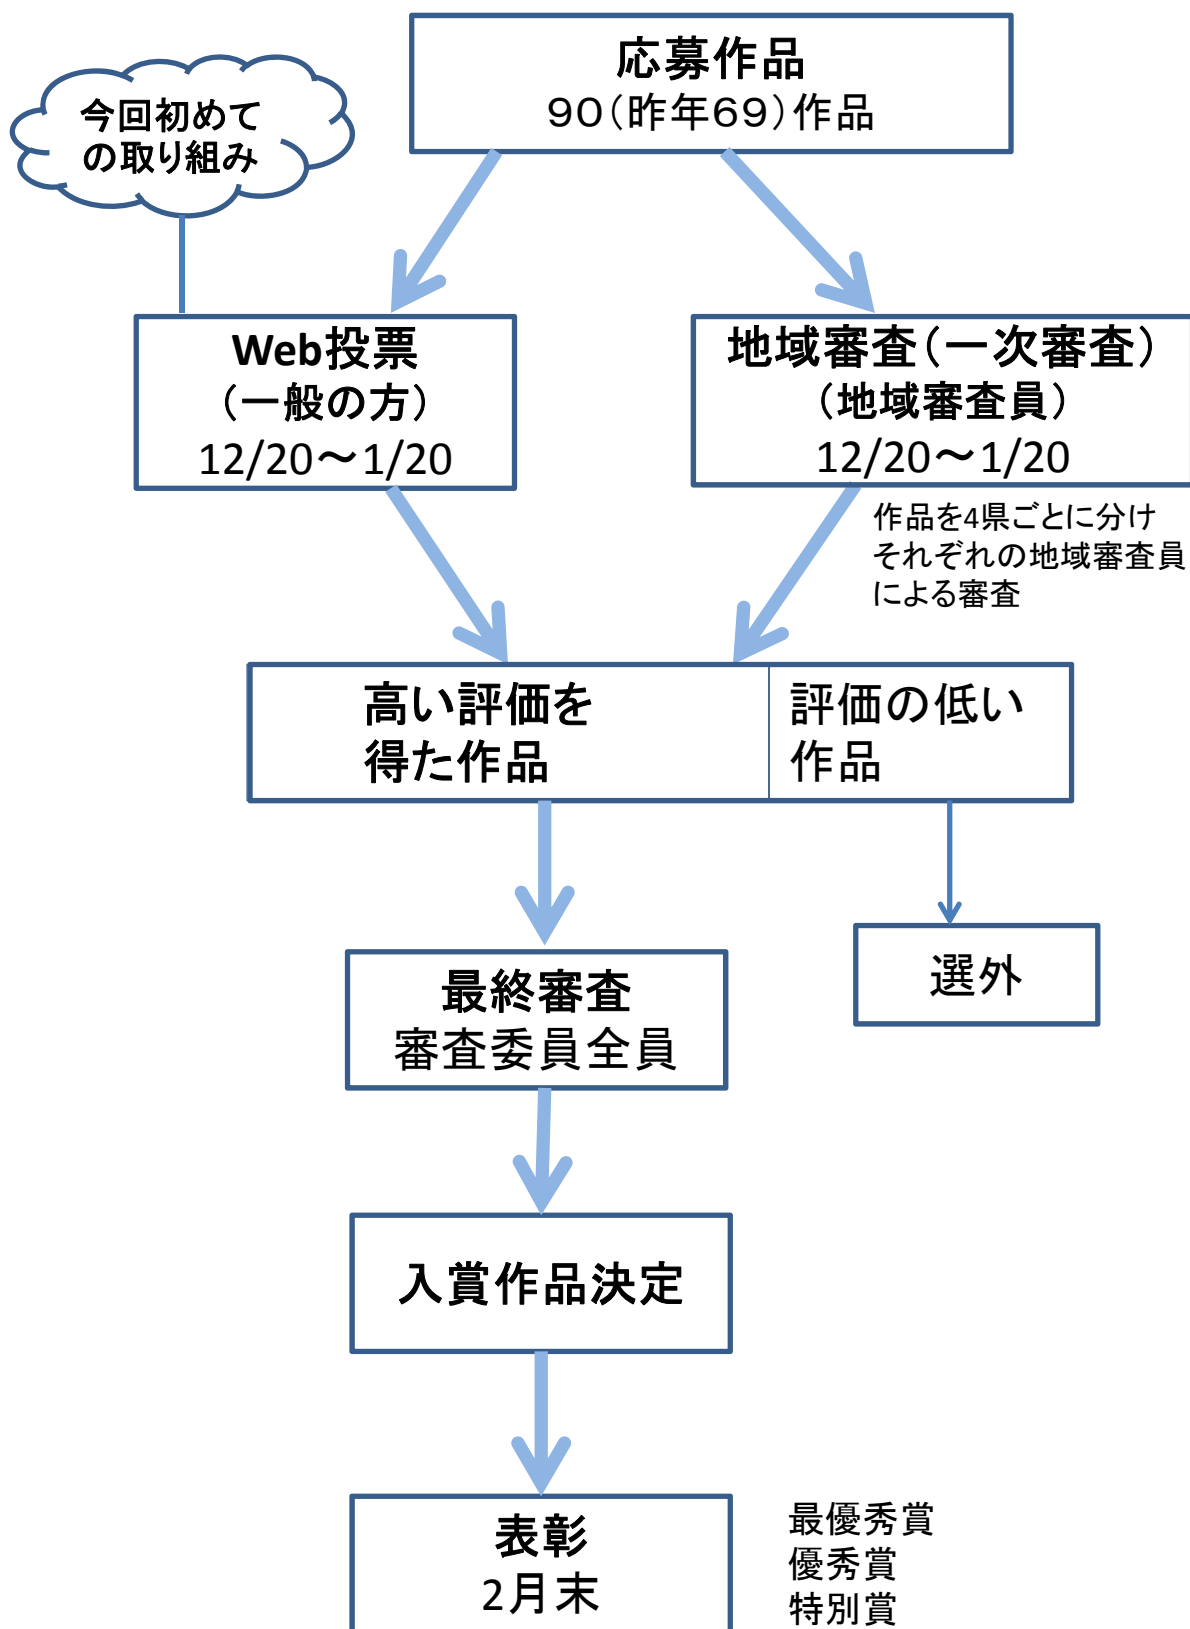 応募作品
90(昨年69)作品
今回初めて
の取り組み
Web投票
(一般の方)
12/20～1/20
地域審査(一次審査)
(地域審査員)
12/20～1/20
作品を4県ごとに分け
それぞれの地域審査員
による審査
高い評価を
得た作品
評価の低い
作品
選外
最終審査
審査委員全員
入賞作品決定
表彰
2月末
最優秀賞
優秀賞
特別賞